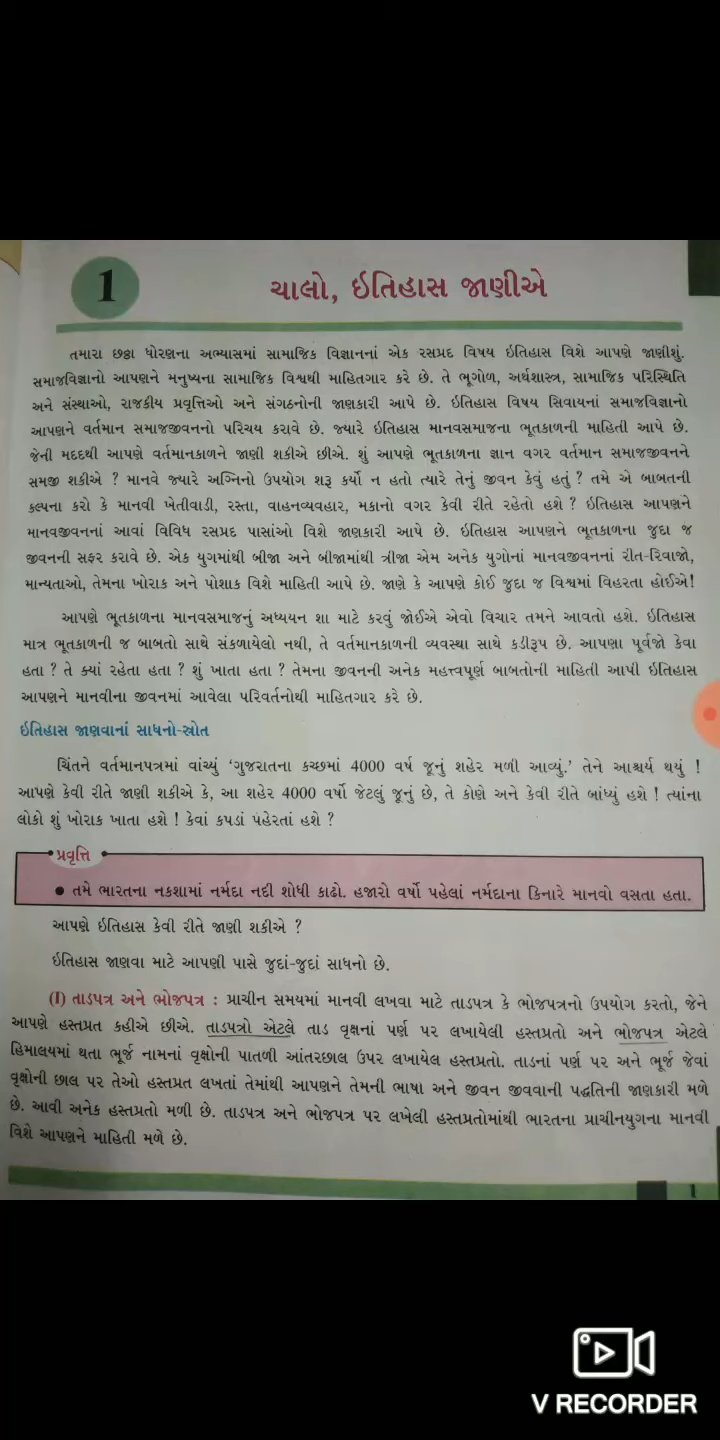 1
ચાલો, ઇતિહાસ જાણીએ
તમારા છઠ્ઠા ધોરણના અભ્યાસમાં સામાજિક વિજ્ઞાનનાં એક રસપ્રદ વિષય ઇતિહાસ વિશે આપણે જાણીશું.
સમાજવિજ્ઞાનો આપણને મનુષ્યના સામાજિક વિશ્વથી માહિતગાર કરે છે. તે ભૂગોળ, અર્થશાસ્ત્ર, સામાજિક પરિસ્થિતિ
અને સંસ્થાઓ, રાજકીય પ્રવૃત્તિઓ અને સંગઠનોની જાણકારી આપે છે. ઇતિહાસ વિષય સિવાયનાં સમાજવિજ્ઞાનો
આપણને વર્તમાન સમાજજીવનનો પરિચય કરાવે છે. જ્યારે ઇતિહાસ માનવસમાજના ભૂતકાળની માહિતી આપે છે.
જેની મદદથી આપણે વર્તમાનકાળને જાણી શકીએ છીએ. શું આપણે ભૂતકાળના જ્ઞાન વગર વર્તમાન સમાજજીવનને
સમજી શકીએ ? માનવે જ્યારે અગ્નિનો ઉપયોગ શરૂ કર્યો ન હતો ત્યારે તેનું જીવન કેવું હતું ? તમે એ બાબતની
કલ્પના કરો કે માનવી ખેતીવાડી, રસ્તા, વાહનવ્યવહાર, મકાનો વગર કેવી રીતે રહેતો હશે ? ઇતિહાસ આપણને
માનવજીવનનાં આવાં વિવિધ રસપ્રદ પાસાંઓ વિશે જાણકારી આપે છે. ઇતિહાસ આપણને ભૂતકાળના જુદા જ
જીવનની સફર કરાવે છે. એક યુગમાંથી બીજા અને બીજામાંથી ત્રીજા એમ અનેક યુગોનાં માનવજીવનનાં રીત-રિવાજો,
માન્યતાઓ, તેમના ખોરાક અને પોશાક વિશે માહિતી આપે છે. જાણે કે આપણે કોઈ જુદા જ વિશ્વમાં વિહરતા હોઈએ!
આપણે ભૂતકાળના માનવસમાજનું અધ્યયન શા માટે કરવું જોઈએ એવો વિચાર તમને આવતો હશે. ઇતિહાસ
માત્ર ભૂતકાળની જ બાબતો સાથે સંકળાયેલો નથી, તે વર્તમાનકાળની વ્યવસ્થા સાથે કડીરૂપ છે. આપણા પૂર્વજો કેવા
હતા ? તે ક્યાં રહેતા હતા ? શું ખાતા હતા ? તેમના જીવનની અનેક મહત્ત્વપૂર્ણ બાબતોની માહિતી આપી ઇતિહાસ
આપણને માનવીના જીવનમાં આવેલા પરિવર્તનોથી માહિતગાર કરે છે.
ઇતિહાસ જાણવાનાં સાધનો-સ્રોત
ચિંતને વર્તમાનપત્રમાં વાંચ્યું ‘ગુજરાતના કચ્છમાં 4000 વર્ષ જૂનું શહેર મળી આવ્યું.’ તેને આશ્ચર્ય થયું !
આપણે કેવી રીતે જાણી શકીએ કે, આ શહેર 4000 વર્ષો જેટલું જૂનું છે, તે કોણે અને કેવી રીતે બાંધ્યું હશે ! ત્યાંના
લોકો શું ખોરાક ખાતા હશે ! કેવાં કપડાં પહેરતાં હશે ?
પ્રવૃત્તિ
● તમે ભારતના નકશામાં નર્મદા નદી શોધી કાઢો. હજારો વર્ષો પહેલાં નર્મદાના કિનારે માનવો વસતા હતા.
આપણે ઇતિહાસ કેવી રીતે જાણી શકીએ ?
ઇતિહાસ જાણવા માટે આપણી પાસે જુદાં-જુદાં સાધનો છે.
(I) તાડપત્ર અને ભોજપત્ર : પ્રાચીન સમયમાં માનવી લખવા માટે તાડપત્ર કે ભોજપત્રનો ઉપયોગ કરતો, જેને
આપણે હસ્તપ્રત કહીએ છીએ. તાડપત્રો એટલે તાડ વૃક્ષનાં પર્ણ પર લખાયેલી હસ્તપ્રતો અને ભોજપત્ર એટલે
હિમાલયમાં થતા ભૂર્જ નામનાં વૃક્ષોની પાતળી આંતરછાલ ઉપર લખાયેલ હસ્તપ્રતો. તાડનાં પર્ણ પર અને ભૂર્જ જેવાં
વૃક્ષોની છાલ પર તેઓ હસ્તપ્રત લખતાં તેમાંથી આપણને તેમની ભાષા અને જીવન જીવવાની પદ્ધતિની જાણકારી મળે
છે. આવી અનેક હસ્તપ્રતો મળી છે. તાડપત્ર અને ભોજપત્ર પર લખેલી હસ્તપ્રતોમાંથી ભારતના પ્રાચીનયુગના માનવી
વિશે આપણને માહિતી મળે છે.
1
V RECORDER